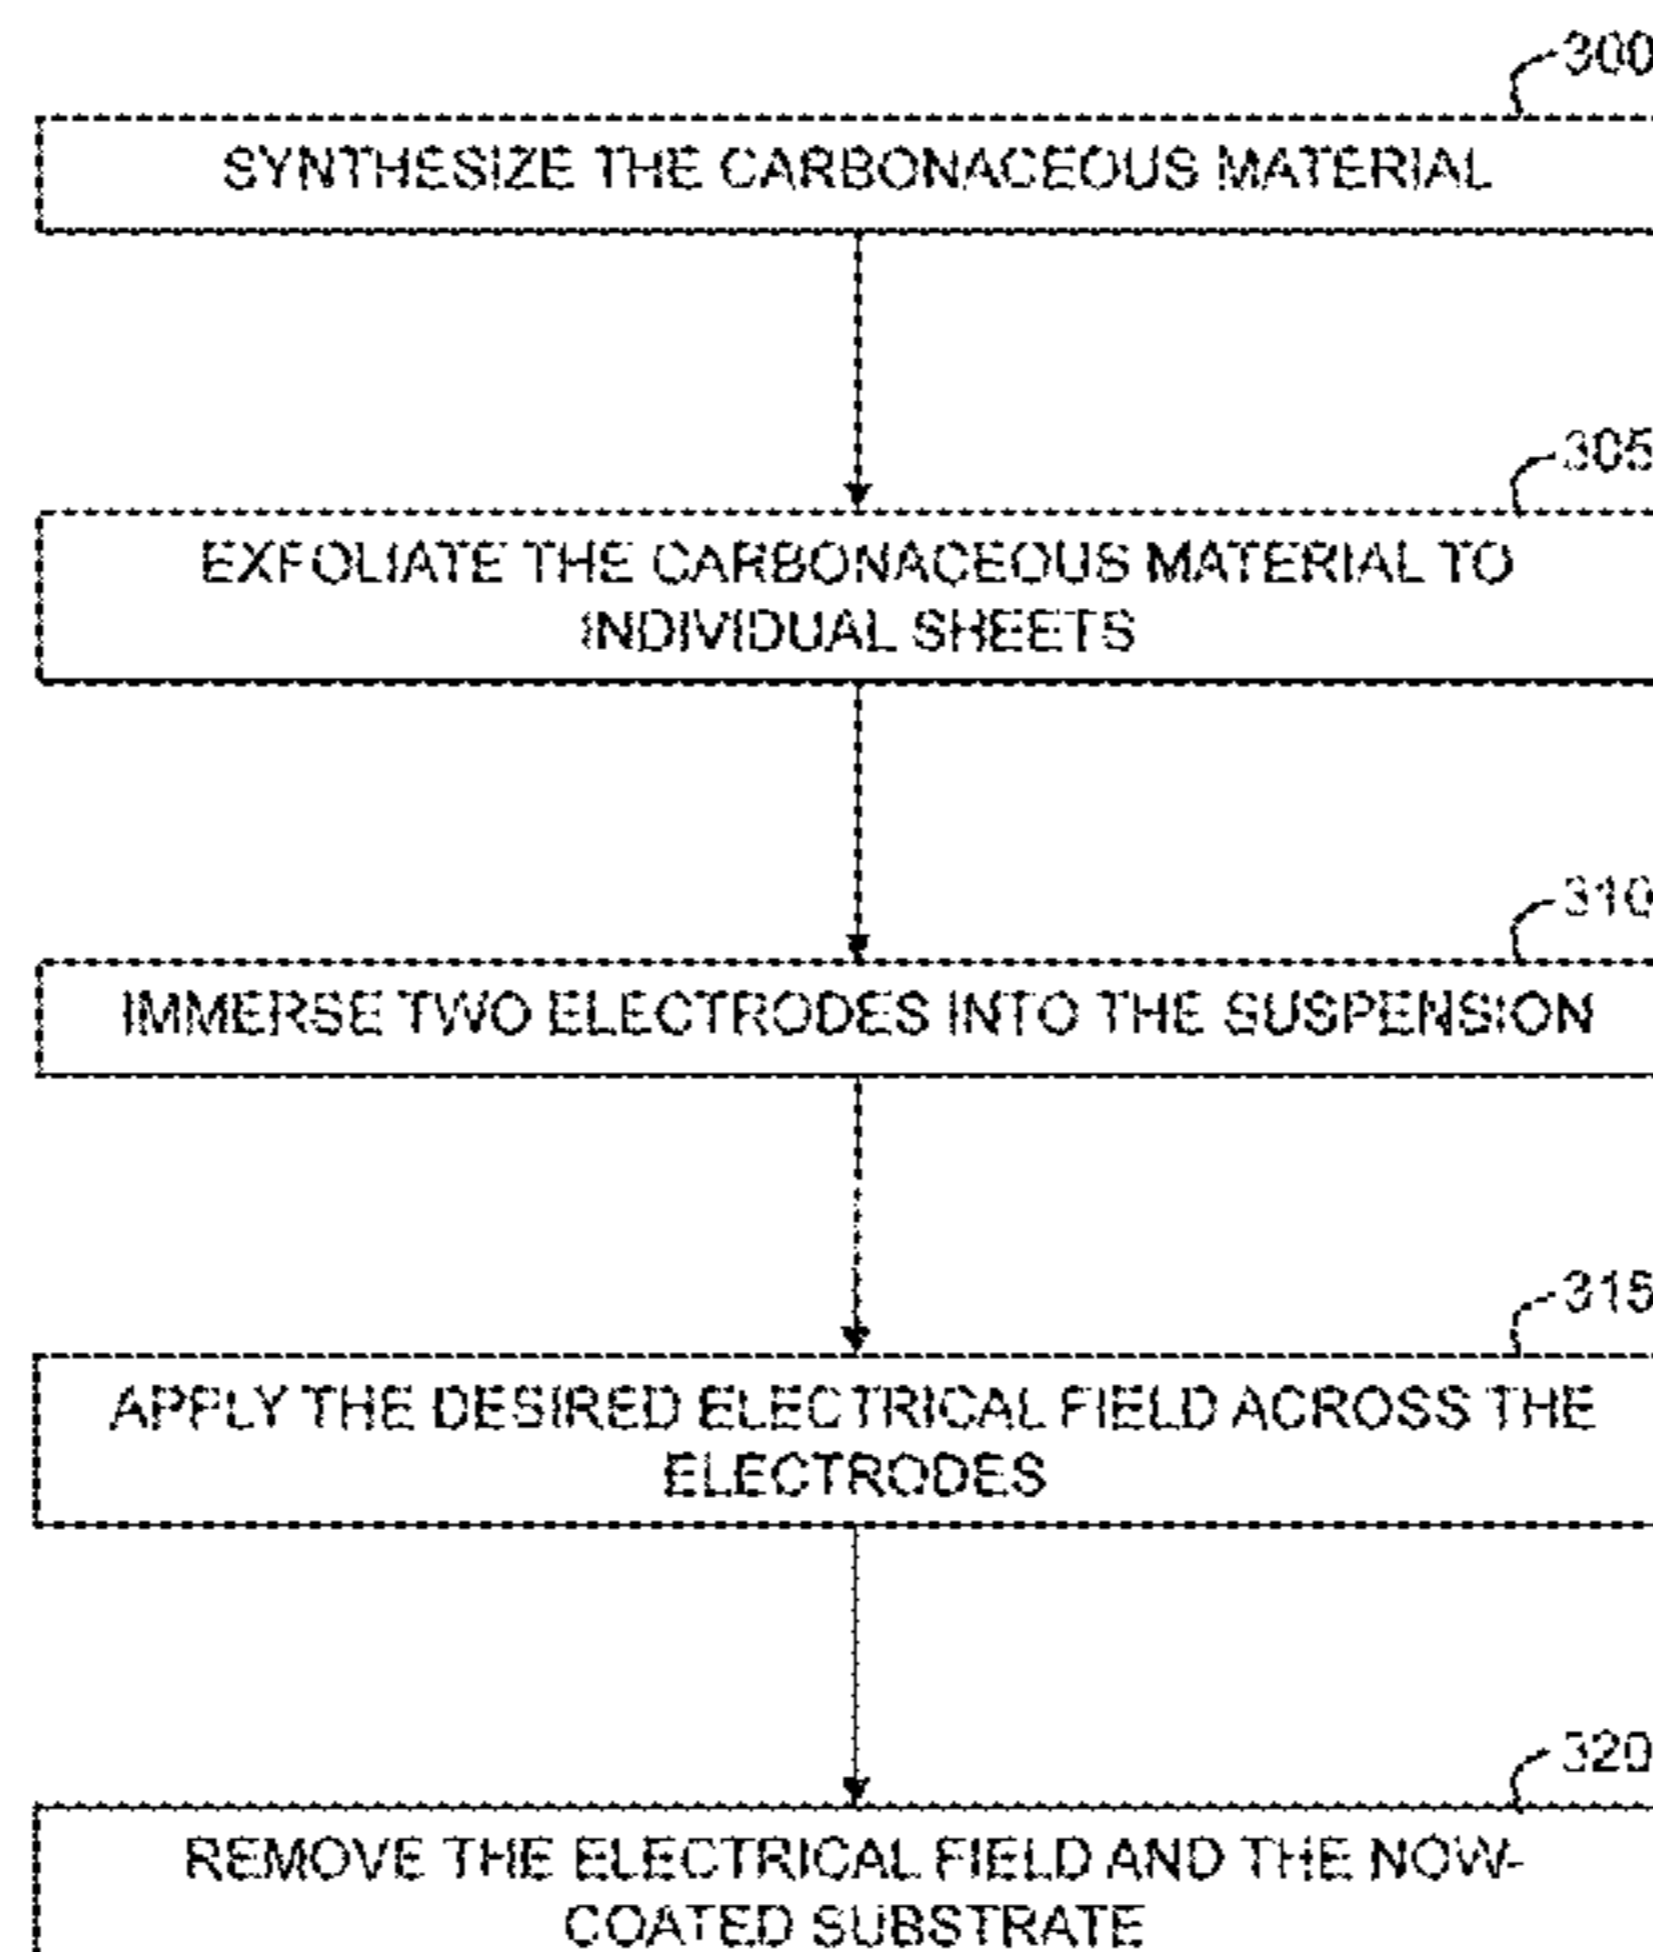 300
SYNTHESIZE THE CARBONACEOUS MATERIAL
305
EXFOLIATE THE CARBONACEOUS MATERIAL TO
INDIVIDUAL SHEETS
310
IMMERSE TWO ELECTRODES INTO THE SUSPENSION
315
APPLY THE DESIRED ELECTRICAL FIELD ACROSS THE
ELECTRODES
320
REMOVE THE ELECTRICAL FIELD AND THE NOW-
COATED SUBSTRATE